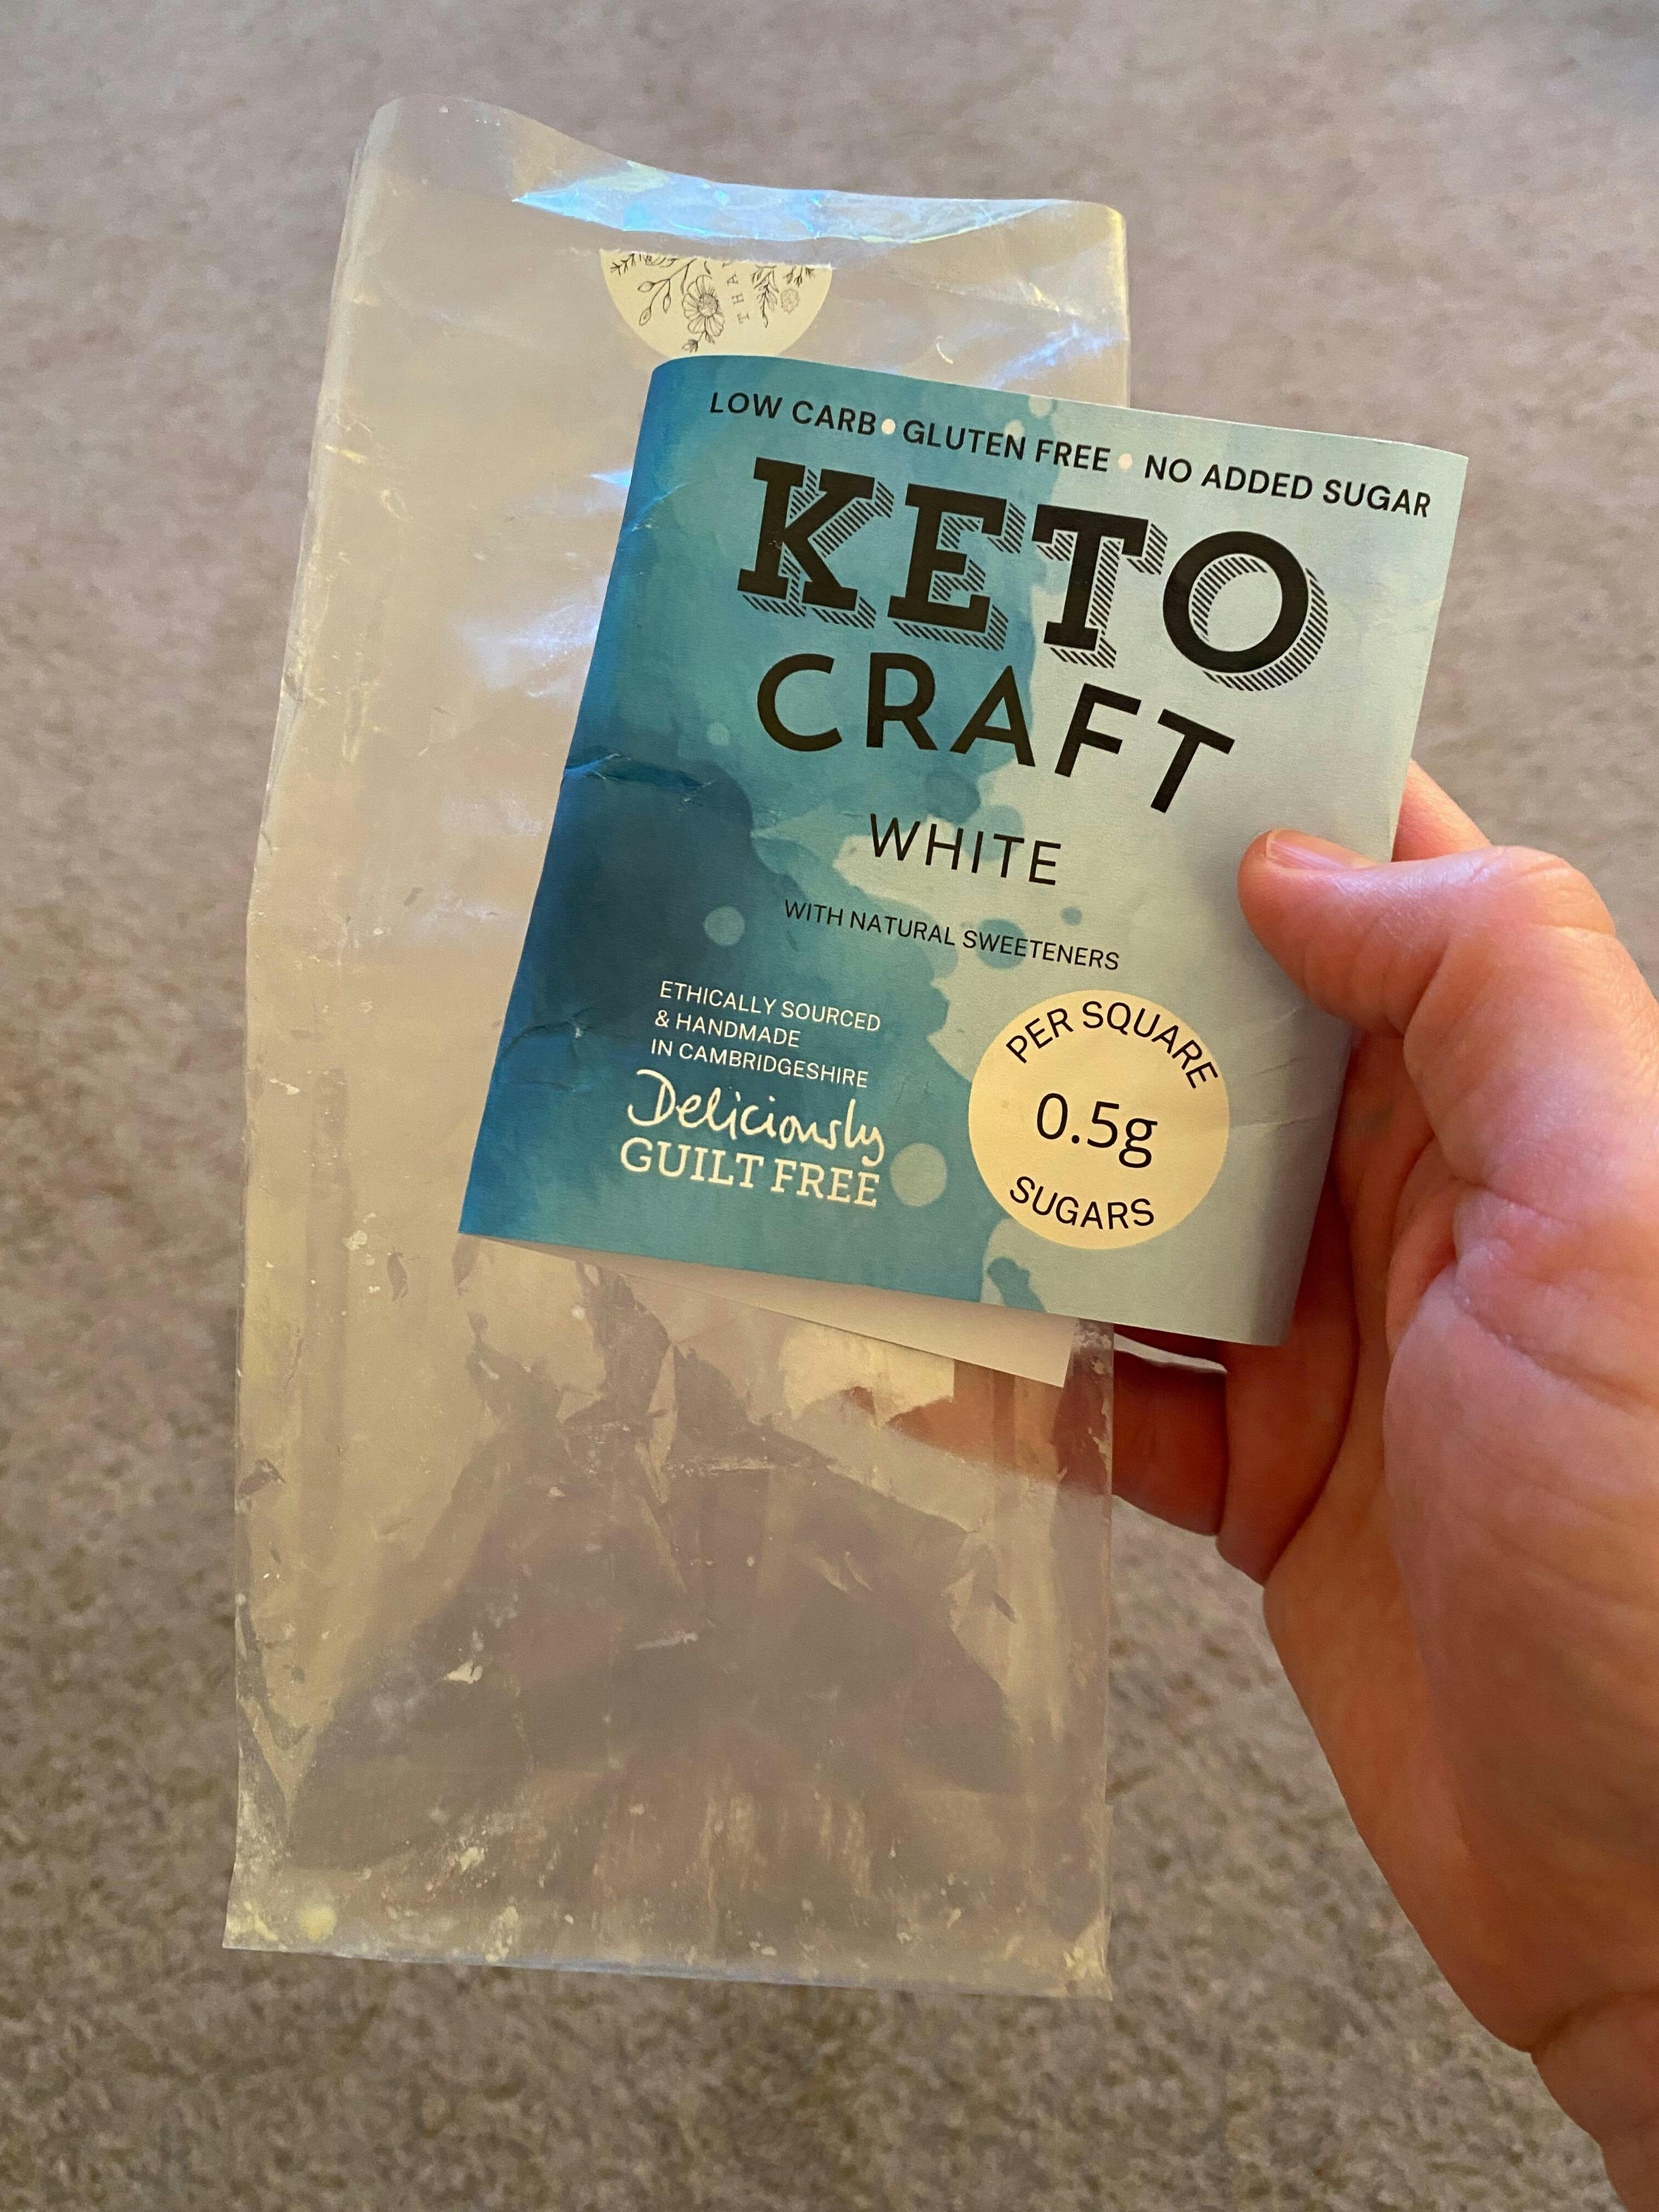 THA
LOW CARB • GLUTEN FREE • NO ADDED SUGAR
KETO
CRAFT
WHITE
WITH NATURAL SWEETENERS
ETHICALLY SOURCED
& HANDMADE
IN CAMBRIDGESHIRE
Deliciously
GUILT FREE
PER SQUARE
0.5g
SUGARS